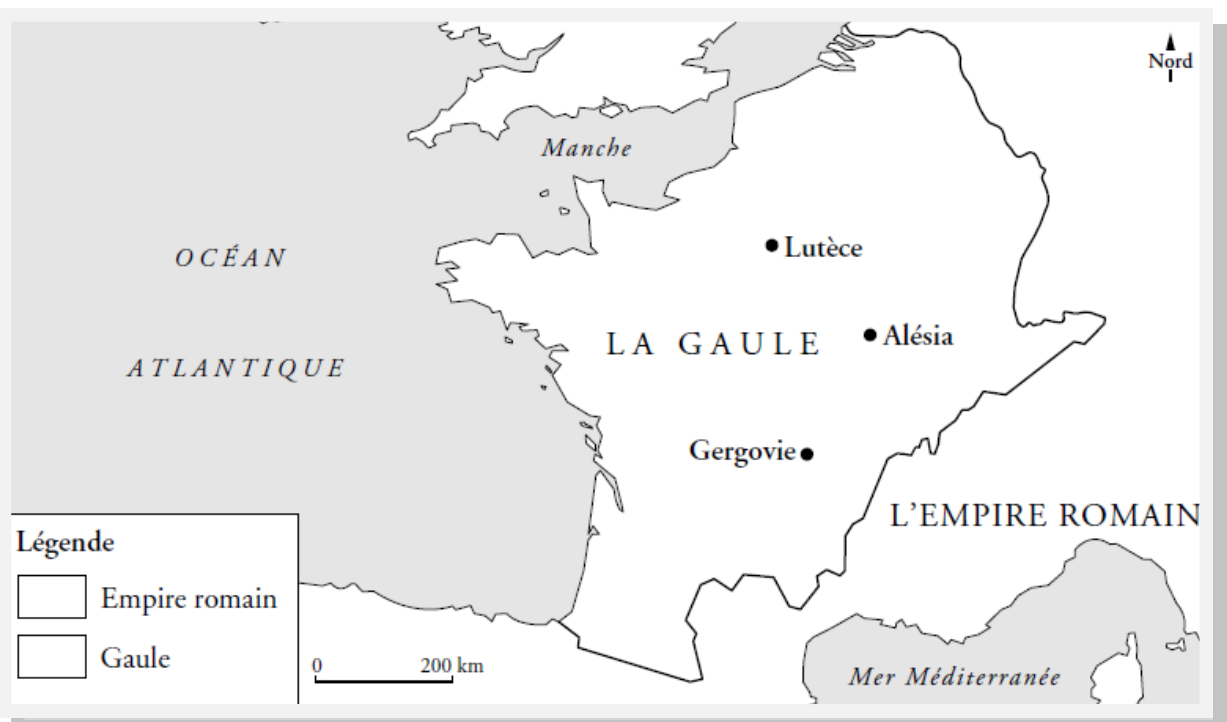 Nord
Manche
OCÉAN
Lutèce
LA GAULE
Alésia
ATLANTIQUE
Gergovie
L'EMPIRE ROMAIN
Légende
Empire romain
Gaule
0 200 km
Mer Méditerranée